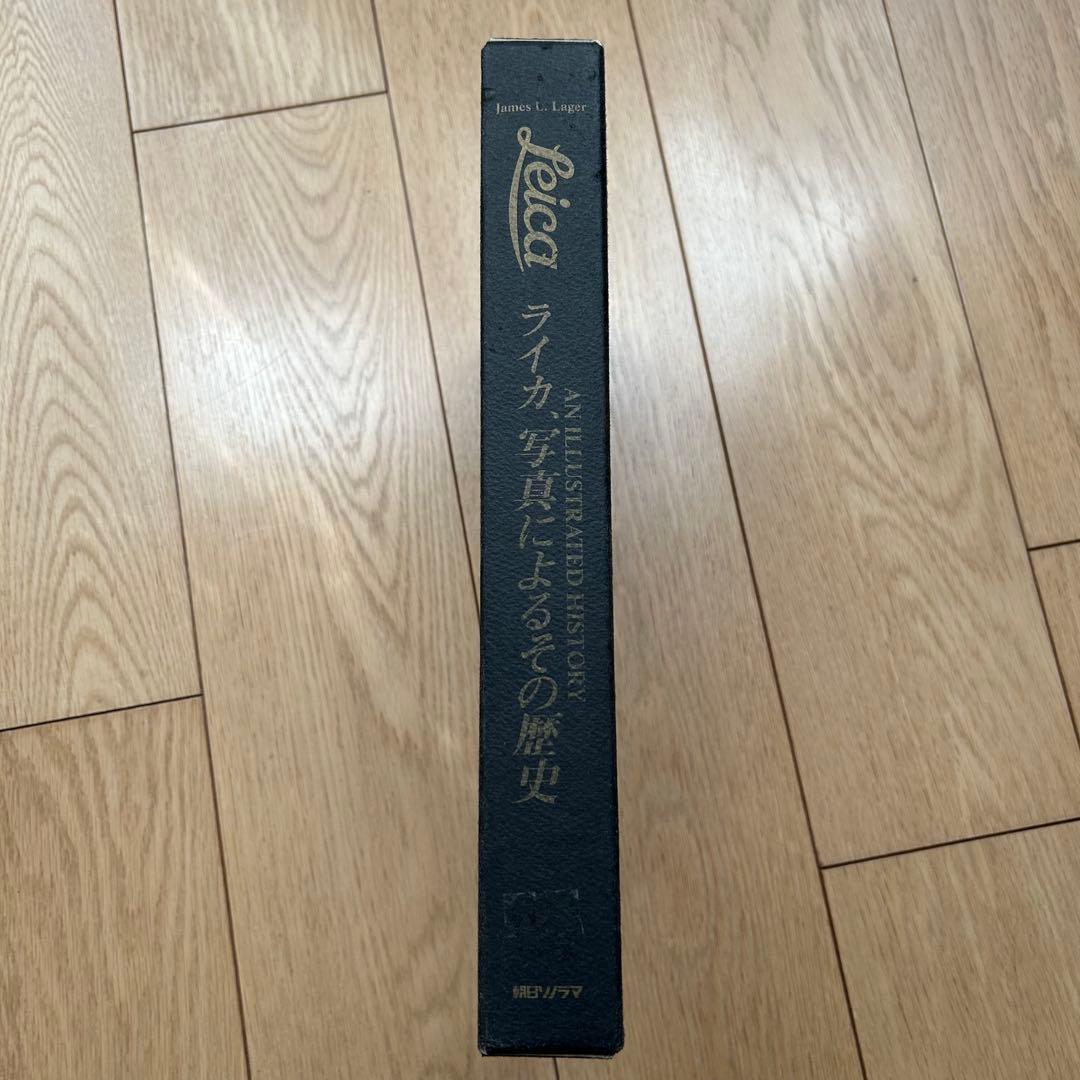 James L. Lager
Leica
ライカ、写真によるその歴史
AN ILLUSTRATED HISTORY
朝日ソノラマ